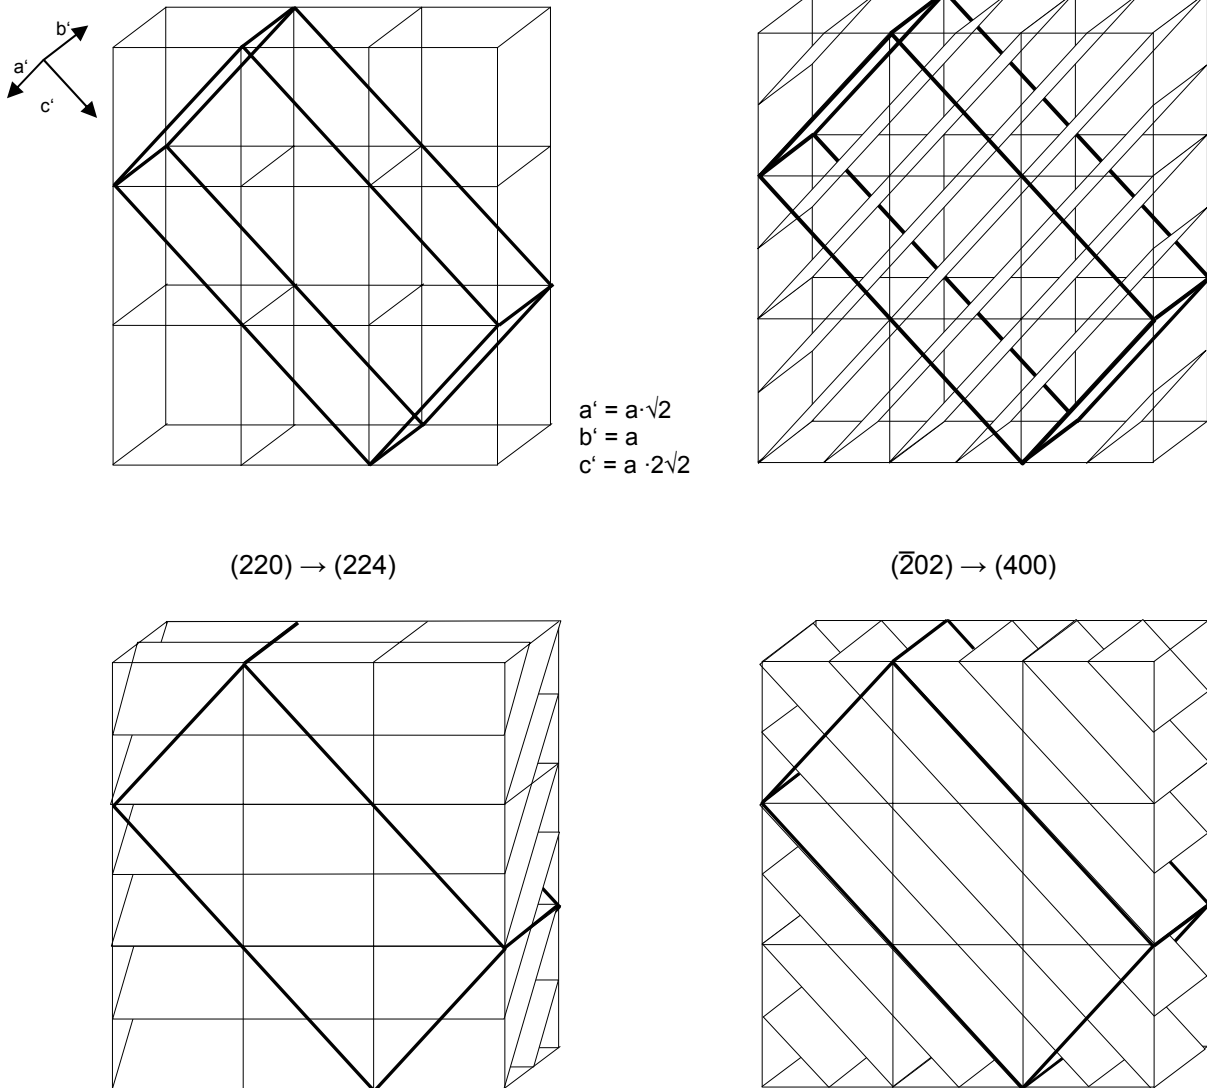 b‘
a‘
c‘
a‘ = a·√2
b‘ = a
c‘ = a ·2√2
(220) → (224)
(2̅02) → (400)